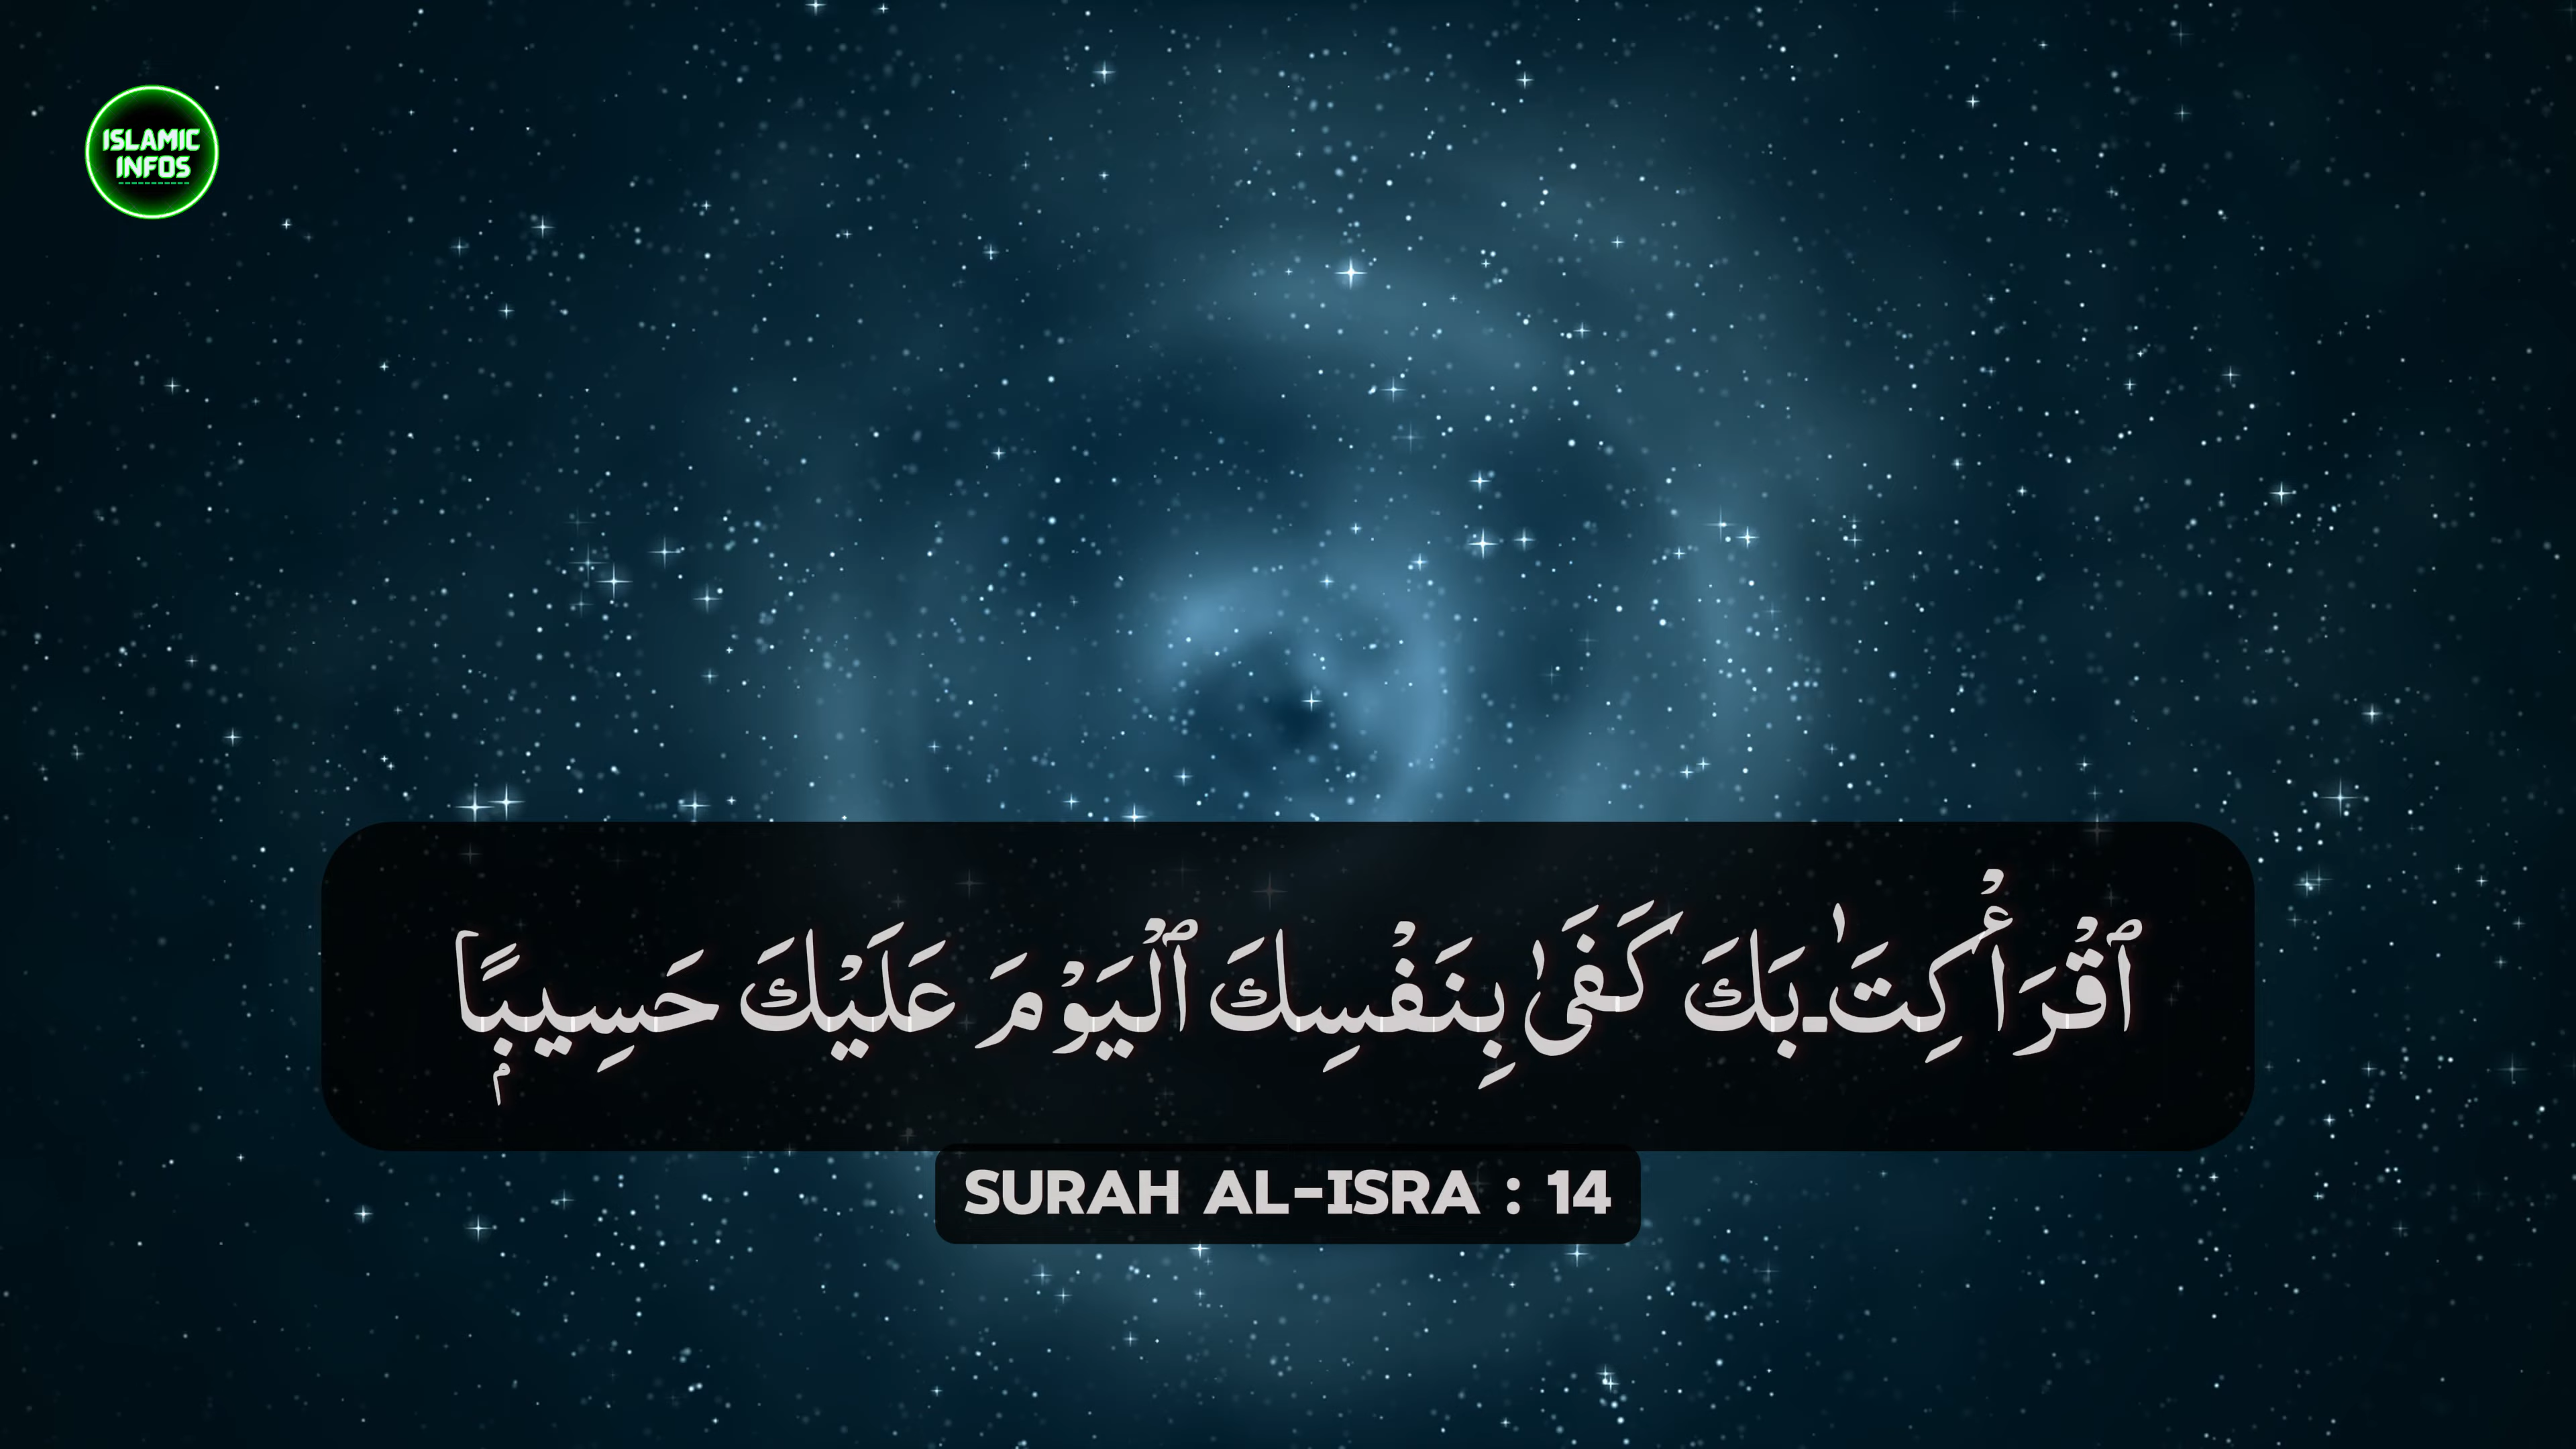 ISLAMIC
INFOS
ٱقْرَأْ كِتَـٰبَكَ كَفَىٰ بِنَفْسِكَ ٱلْيَوْمَ عَلَيْكَ حَسِيبًۭا
SURAH AL-ISRA : 14